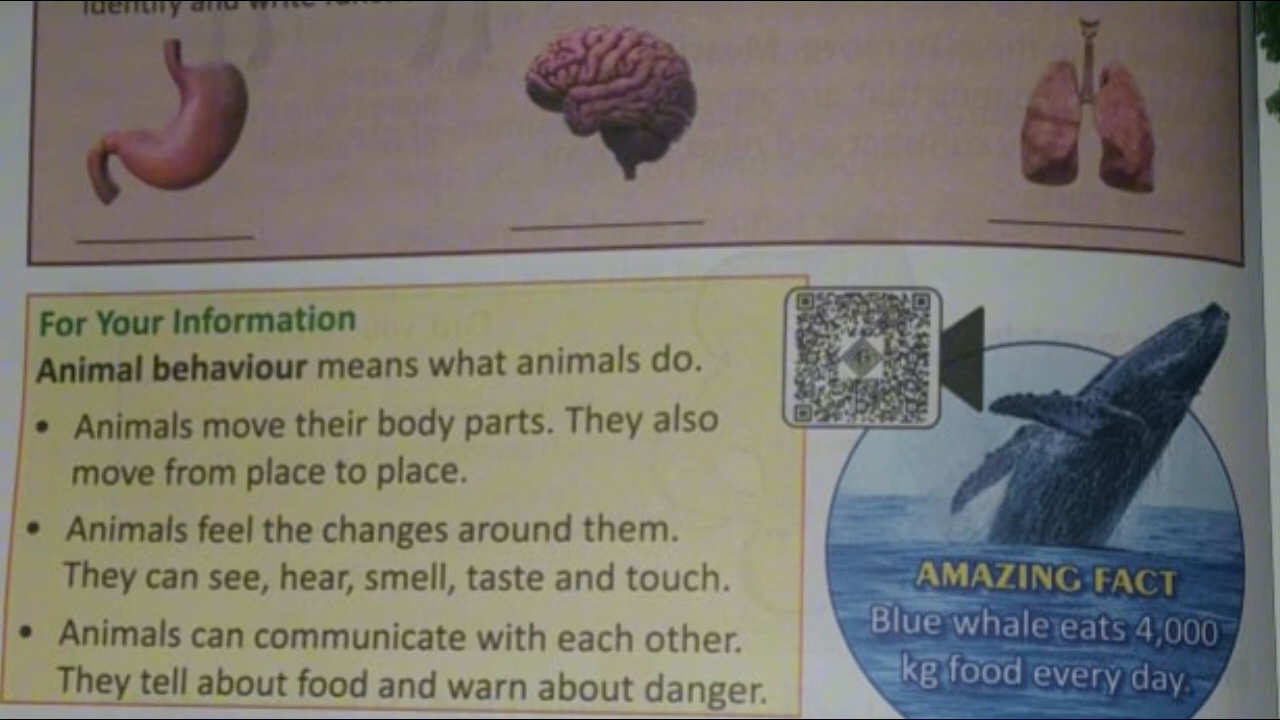 Identify and write
For Your Information
Animal behaviour means what animals do.
• Animals move their body parts. They also
move from place to place.
• Animals feel the changes around them.
They can see, hear, smell, taste and touch.
• Animals can communicate with each other.
They tell about food and warn about danger.
AMAZING FACT
Blue whale eats 4,000
kg food every day.